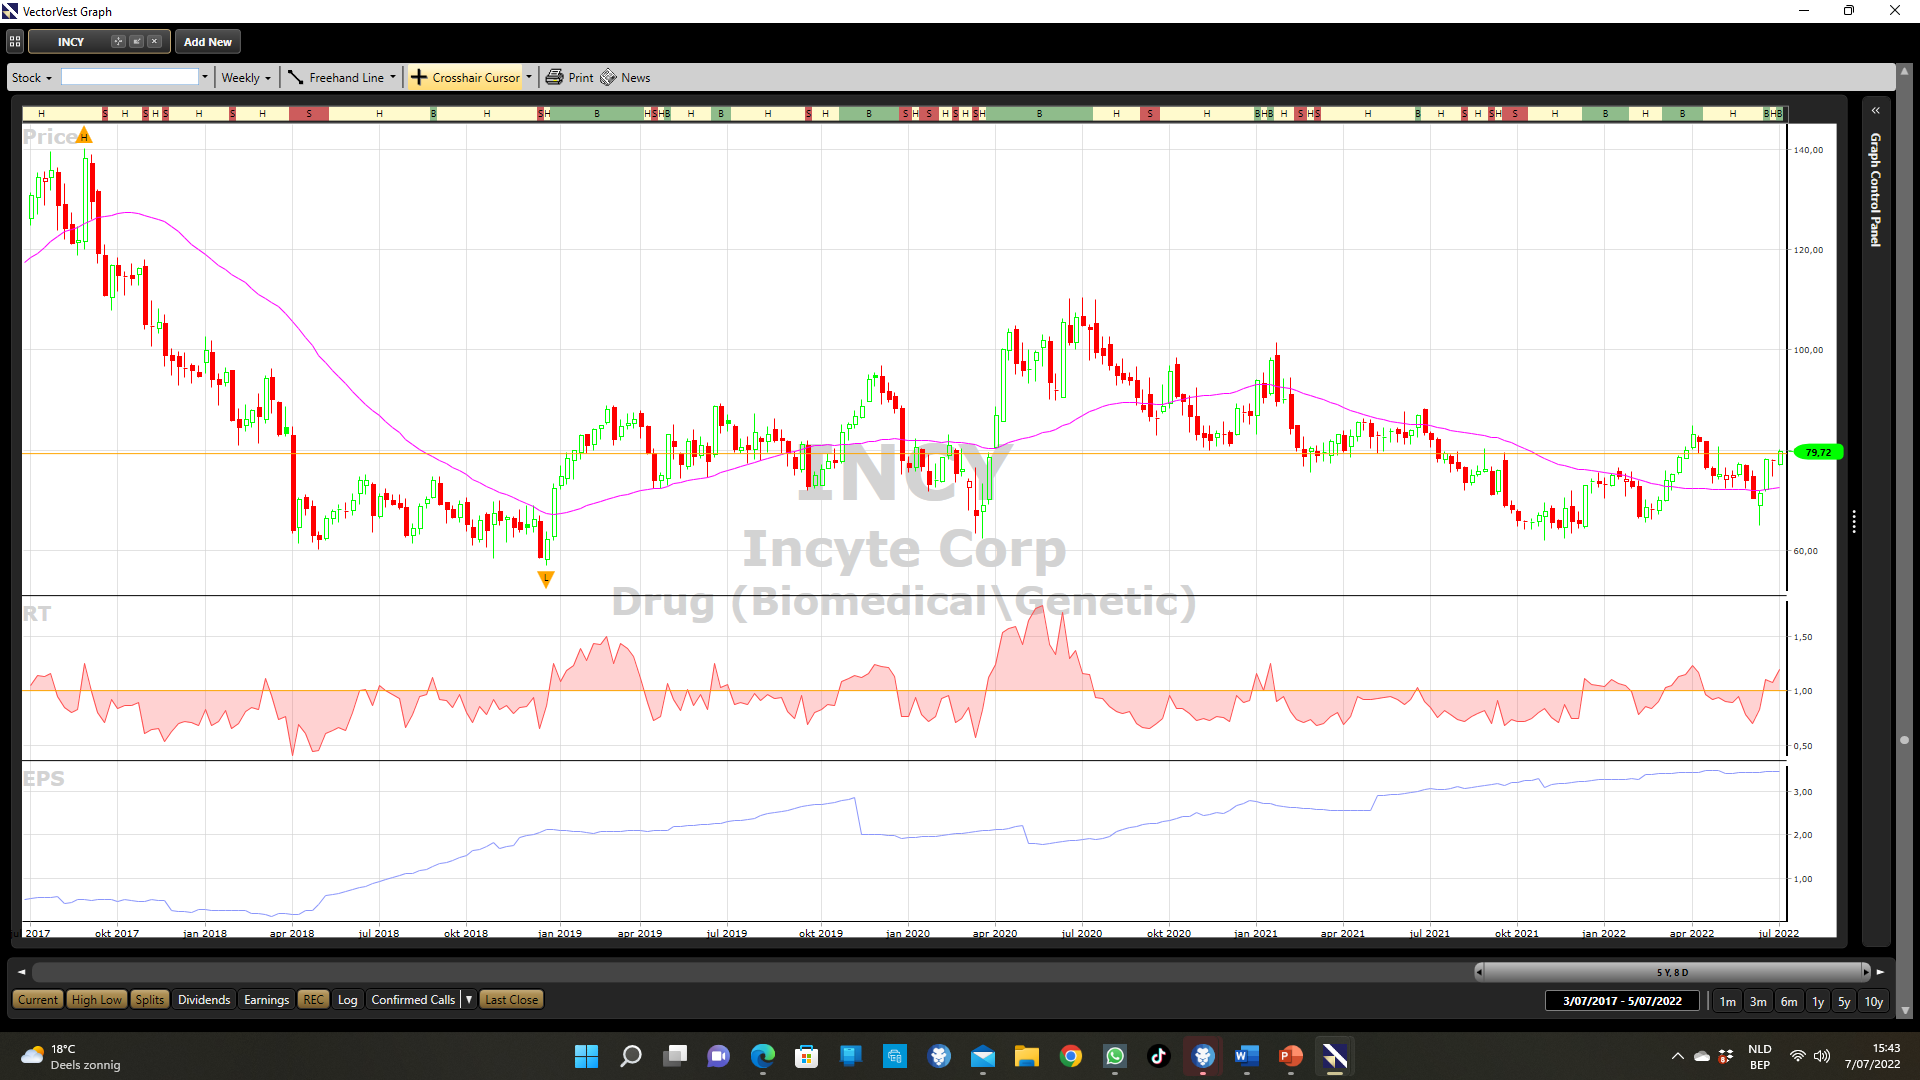 VectorVest Graph
INCY
Add New
Stock
Weekly
Freehand Line
Crosshair Cursor
Print
News
H S H S H S H S H S H B H S H B H S H B H B H S H B S H S H S H S H B H S H B H B H S H S H B H S H S H S H B H B H B H B
Price
H
L
INCY
Incyte Corp
Drug (Biomedical\Genetic)
140,00
120,00
100,00
79,72
60,00
RT
1,50
1,00
0,50
EPS
3,00
2,00
1,00
2017 okt 2017 jan 2018 apr 2018 jul 2018 okt 2018 jan 2019 apr 2019 jul 2019 okt 2019 jan 2020 apr 2020 jul 2020 okt 2020 jan 2021 apr 2021 jul 2021 okt 2021 jan 2022 apr 2022 jul 2022
Graph Control Panel
5 Y, 8 D
Current High Low Splits Dividends Earnings REC Log Confirmed Calls Last Close
3/07/2017 - 5/07/2022 1m 3m 6m 1y 5y 10y
18°C
Deels zonnig
NLD
BEP
15:43
7/07/2022